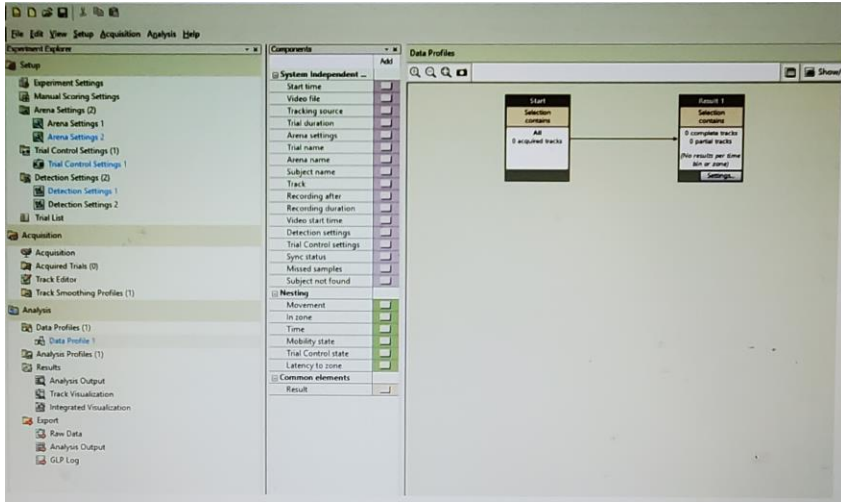 File Edit View Setup Acquisition Analysis Help
Experiment Explorer
Setup
Experiment Settings
Manual Scoring Settings
Arena Settings (2)
Arena Settings 1
Arena Settings 2
Trial Control Settings (1)
Trial Control Settings 1
Detection Settings (2)
Detection Settings 1
Detection Settings 2
Trial List
Acquisition
Acquisition
Acquired Trials (0)
Track Editor
Track Smoothing Profiles (1)
Analysis
Data Profiles (1)
Data Profile 1
Analysis Profiles (1)
Results
Analysis Output
Track Visualization
Integrated Visualization
Export
Raw Data
Analysis Output
GLP Log
Components
Add
System Independent ...
Start time
Video file
Tracking source
Trial duration
Arena settings
Trial name
Arena name
Subject name
Track
Recording after
Recording duration
Video start time
Detection settings
Trial Control settings
Sync status
Missed samples
Subject not found
Nesting
Movement
In zone
Time
Mobility state
Trial Control state
Latency to zone
Common elements
Result
Data Profiles
Show/
Start
Selection
contains
All
0 acquired tracks
Result 1
Selection
contains
0 complete tracks
0 partial tracks
(No results per time
bin or zone)
Settings...